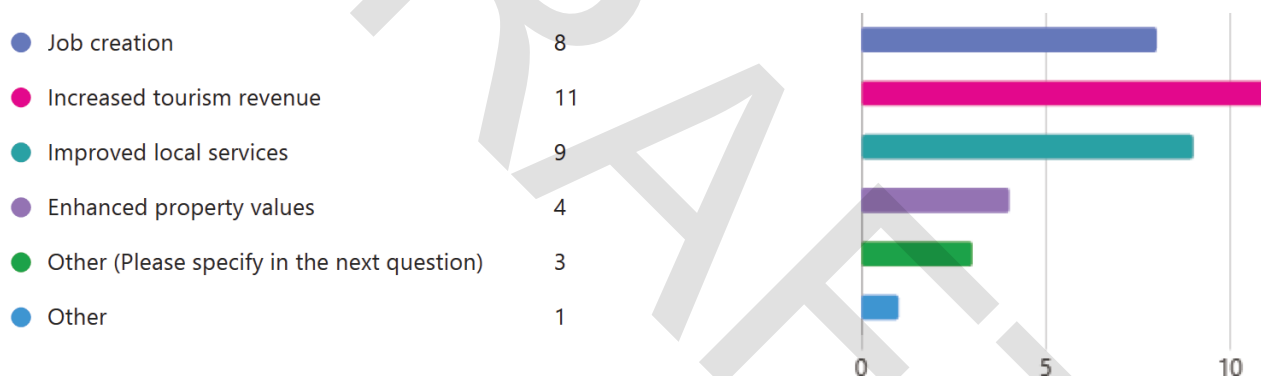 Job creation 8
Increased tourism revenue 11
Improved local services 9
Enhanced property values 4
Other (Please specify in the next question) 3
Other 1
0 5 10